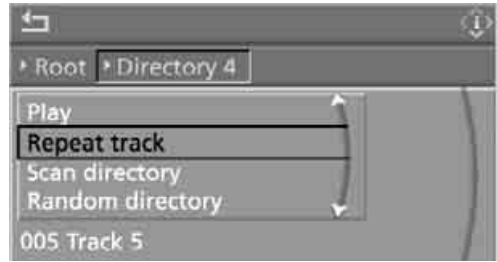 Root Directory 4
Play
Repeat track
Scan directory
Random directory
005 Track 5